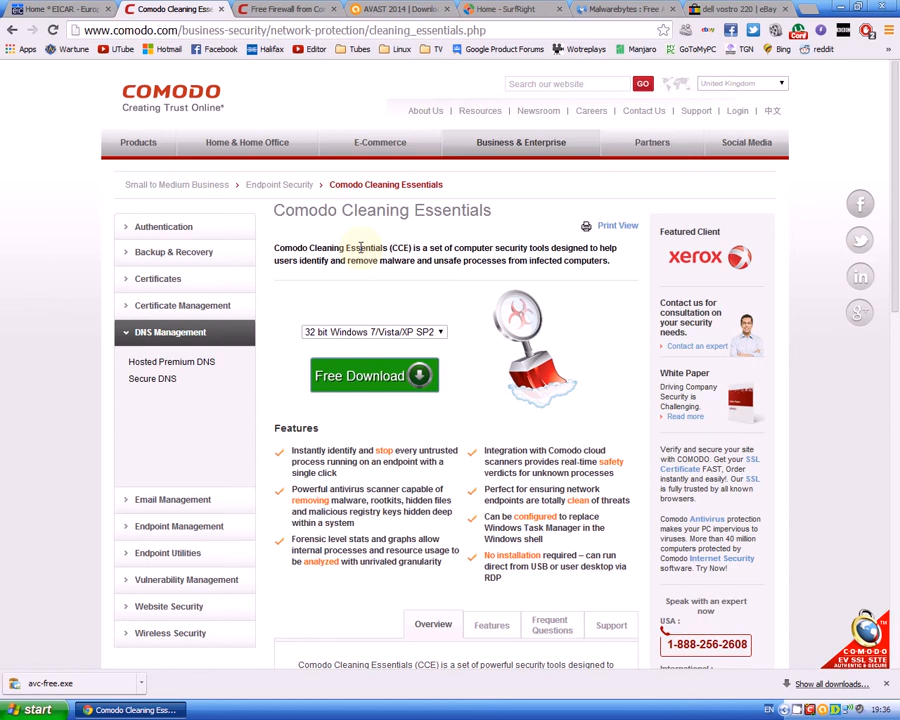 Home ® EICAR - Europ
Comodo Cleaning Esse
Free Firewall from Co
AVAST 2014 | Downlo
Home - SurfRight
Malwarebytes : Free A
dell vostro 220 | eBay
www.comodo.com/business-security/network-protection/cleaning_essentials.php
Apps Wartune UTube Hotmail Facebook Halifax Editor Tubes Linux TV Google Product Forums Wotreplays Manjaro GoToMyPC TGN Bing reddit
COMODO
Creating Trust Online®
Search our website GO United Kingdom
About Us Resources Newsroom Careers Contact Us Support Login 中文
Products Home & Home Office E-Commerce Business & Enterprise Partners Social Media
Small to Medium Business Endpoint Security Comodo Cleaning Essentials
Authentication
Backup & Recovery
Certificates
Certificate Management
DNS Management
Hosted Premium DNS
Secure DNS
Email Management
Endpoint Management
Endpoint Utilities
Vulnerability Management
Website Security
Wireless Security
Comodo Cleaning Essentials
Print View
Comodo Cleaning Essentials (CCE) is a set of computer security tools designed to help
users identify and remove malware and unsafe processes from infected computers.
32 bit Windows 7/Vista/XP SP2
Free Download
Features
Instantly identify and stop every untrusted
process running on an endpoint with a
single click
Powerful antivirus scanner capable of
removing malware, rootkits, hidden files
and malicious registry keys hidden deep
within a system
Forensic level stats and graphs allow
internal processes and resource usage to
be analyzed with unrivaled granularity
Integration with Comodo cloud
scanners provides real-time safety
verdicts for unknown processes
Perfect for ensuring network
endpoints are totally clean of threats
Can be configured to replace
Windows Task Manager in the
Windows shell
No installation required – can run
direct from USB or user desktop via
RDP
Overview Features Frequent Questions Support
Comodo Cleaning Essentials (CCE) is a set of powerful security tools designed to
Featured Client
xerox
Contact us for
consultation on
your security
needs.
Contact an expert
White Paper
Driving Company
Security is
Challenging.
Read more
Verify and secure your site
with COMODO. Get your SSL
Certificate FAST, Order
instantly and easily!. Our SSL
is fully trusted by all known
browsers.
Comodo Antivirus protection
makes your PC impervious to
viruses. More than 40 million
computers protected by
Comodo Internet Security
software. Try Now!
Speak with an expert
now
USA :
1-888-256-2608
International :
COMODO
EV SSL SITE
Authentic & Secure
avc-free.exe
Show all downloads...
start
Comodo Cleaning Ess...
EN
19:36